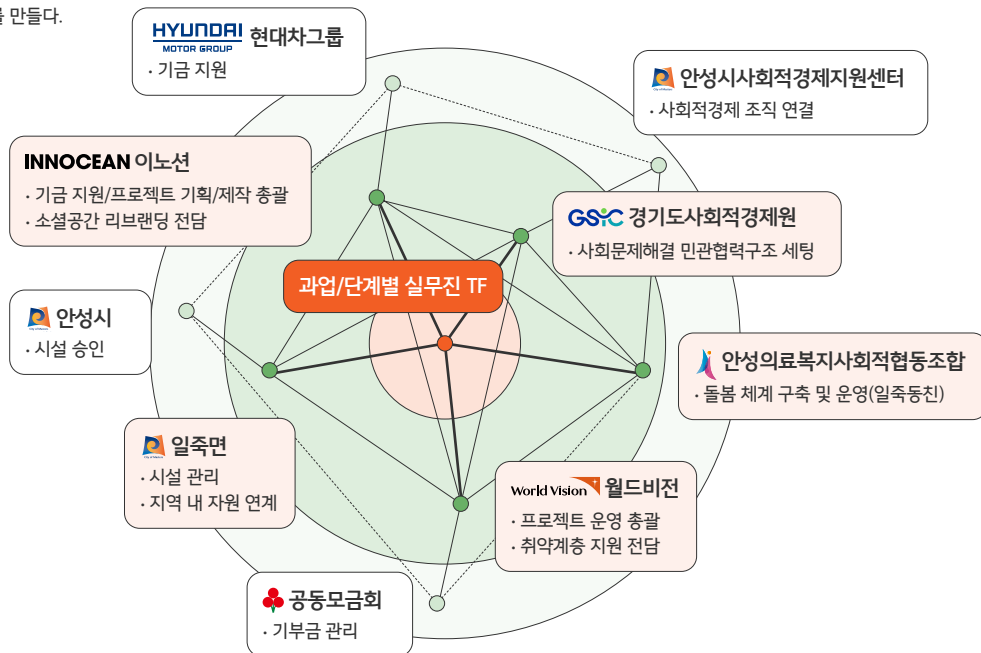 를 만들다.
HYUNDAI
MOTOR GROUP
현대차그룹
· 기금 지원
안성시사회적경제지원센터
· 사회적경제 조직 연결
INNOCEAN 이노션
· 기금 지원/프로젝트 기획/제작 총괄
· 소셜공간 리브랜딩 전담
GSIC 경기도사회적경제원
· 사회문제해결 민관협력구조 세팅
과업/단계별 실무진 TF
안성시
· 시설 승인
안성의료복지사회적협동조합
· 돌봄 체계 구축 및 운영(일죽동친)
일죽면
· 시설 관리
· 지역 내 자원 연계
World Vision 월드비전
· 프로젝트 운영 총괄
· 취약계층 지원 전담
공동모금회
· 기부금 관리